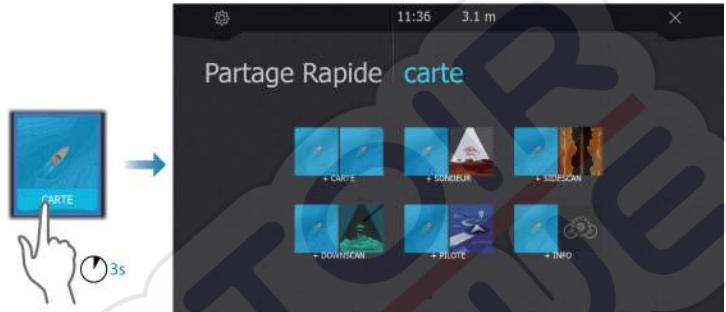 11:36 3.1 m
Partage Rapide carte
+ CARTE + SONDEUR + SIDESCAN
CARTE
3s
+ DOWNSCAN + PILOTE + INFO